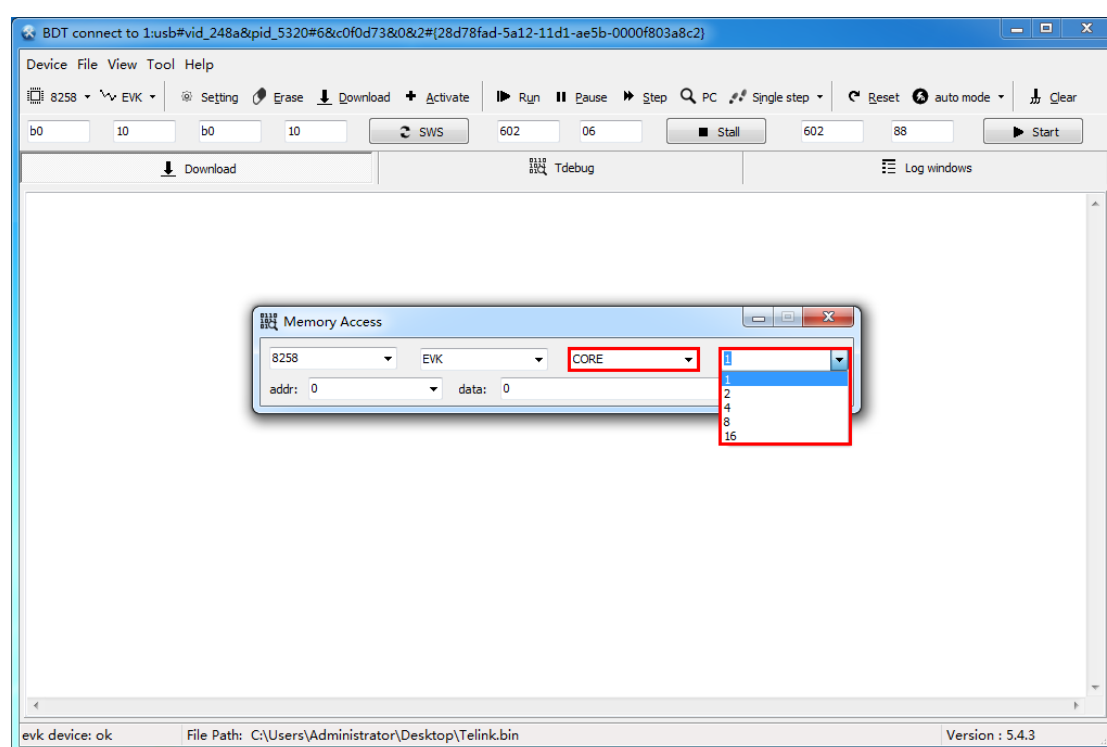 BDT connect to 1:usb#vid_248a&pid_5320#6&c0f0d73&0&2#{28d78fad-5a12-11d1-ae5b-0000f803a8c2}
Device File View Tool Help
8258 EVK Setting Erase Download Activate Run Pause Step PC Single step Reset auto mode Clear
b0 10 b0 10 SWS 602 06 Stall 602 88 Start
Download Tdebug Log windows
Memory Access
8258 EVK CORE 1
addr: 0 data: 0
1
2
4
8
16
evk device: ok File Path: C:\Users\Administrator\Desktop\Telink.bin Version : 5.4.3